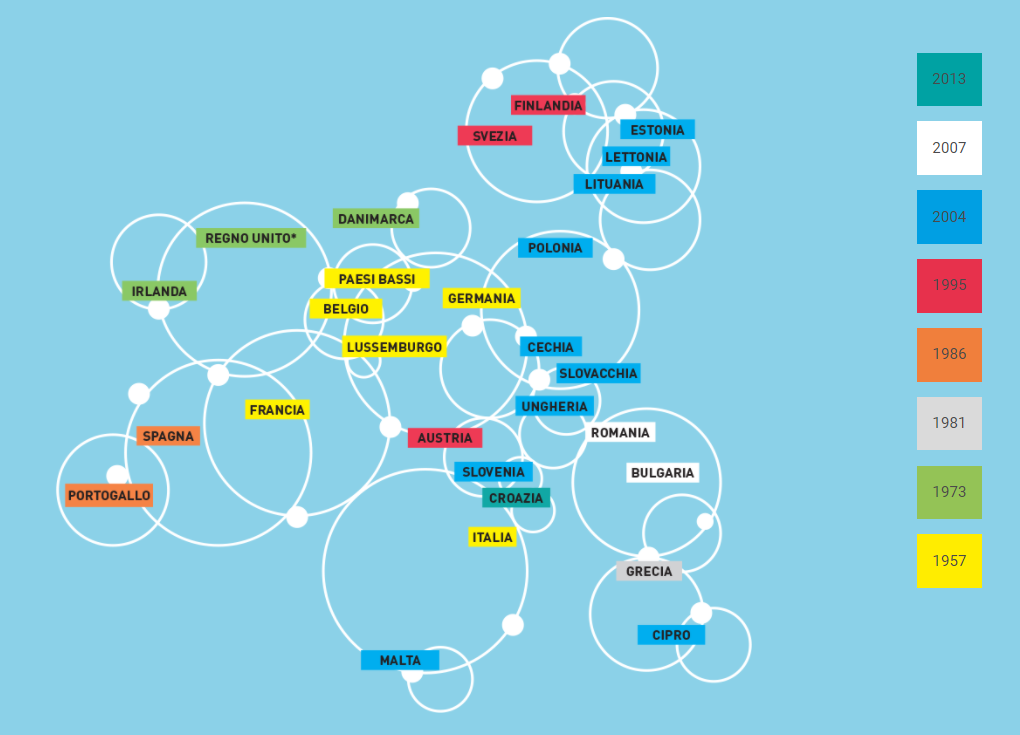 FINLANDIA
SVEZIA
ESTONIA
LETTONIA
LITUANIA
DANIMARCA
REGNO UNITO*
POLONIA
PAESI BASSI
IRLANDA
GERMANIA
BELGIO
LUSSEMBURGO
CECHIA
SLOVACCHIA
UNGHERIA
FRANCIA
ROMANIA
SPAGNA
AUSTRIA
SLOVENIA
BULGARIA
PORTOGALLO
CROAZIA
ITALIA
GRECIA
CIPRO
MALTA
2013
2007
2004
1995
1986
1981
1973
1957